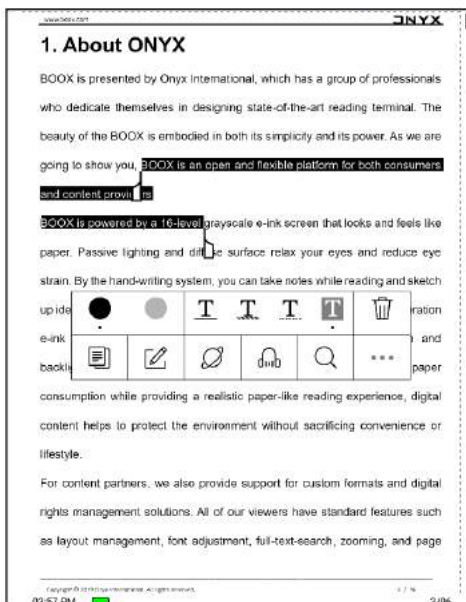 www.boox.com
ONYX
1. About ONYX
BOOX is presented by Onyx International, which has a group of professionals
who dedicate themselves in designing state-of-the-art reading terminal. The
beauty of the BOOX is embodied in both its simplicity and its power. As we are
going to show you, BOOX is an open and flexible platform for both consumers
and content providers
BOOX is powered by a 16-level grayscale e-ink screen that looks and feels like
paper. Passive lighting and diffuse surface relax your eyes and reduce eye
strain. By the hand-writing system, you can take notes while reading and sketch
up
e-ink and
paper
consumption while providing a realistic paper-like reading experience, digital
content helps to protect the environment without sacrificing convenience or
lifestyle.
For content partners, we also provide support for custom formats and digital
rights management solutions. All of our viewers have standard features such
as layout management, font adjustment, full-text-search, zooming, and page
03:57 PM